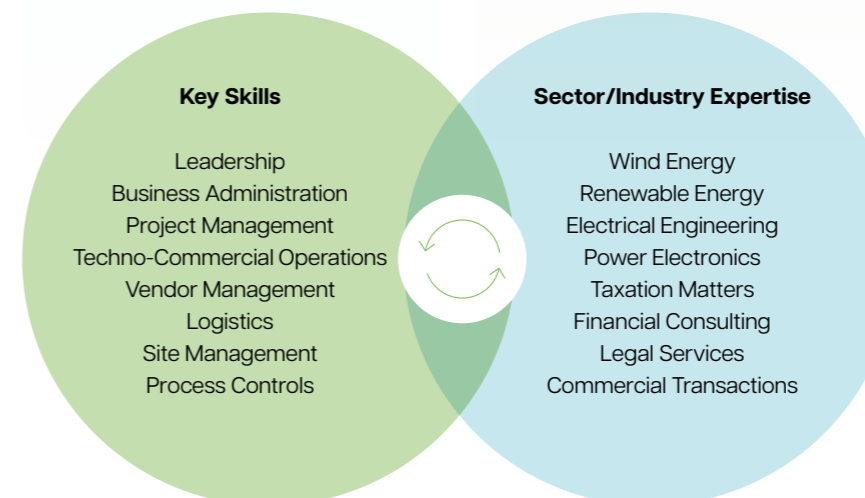 Key Skills
Leadership
Business Administration
Project Management
Techno-Commercial Operations
Vendor Management
Logistics
Site Management
Process Controls
Sector/Industry Expertise
Wind Energy
Renewable Energy
Electrical Engineering
Power Electronics
Taxation Matters
Financial Consulting
Legal Services
Commercial Transactions